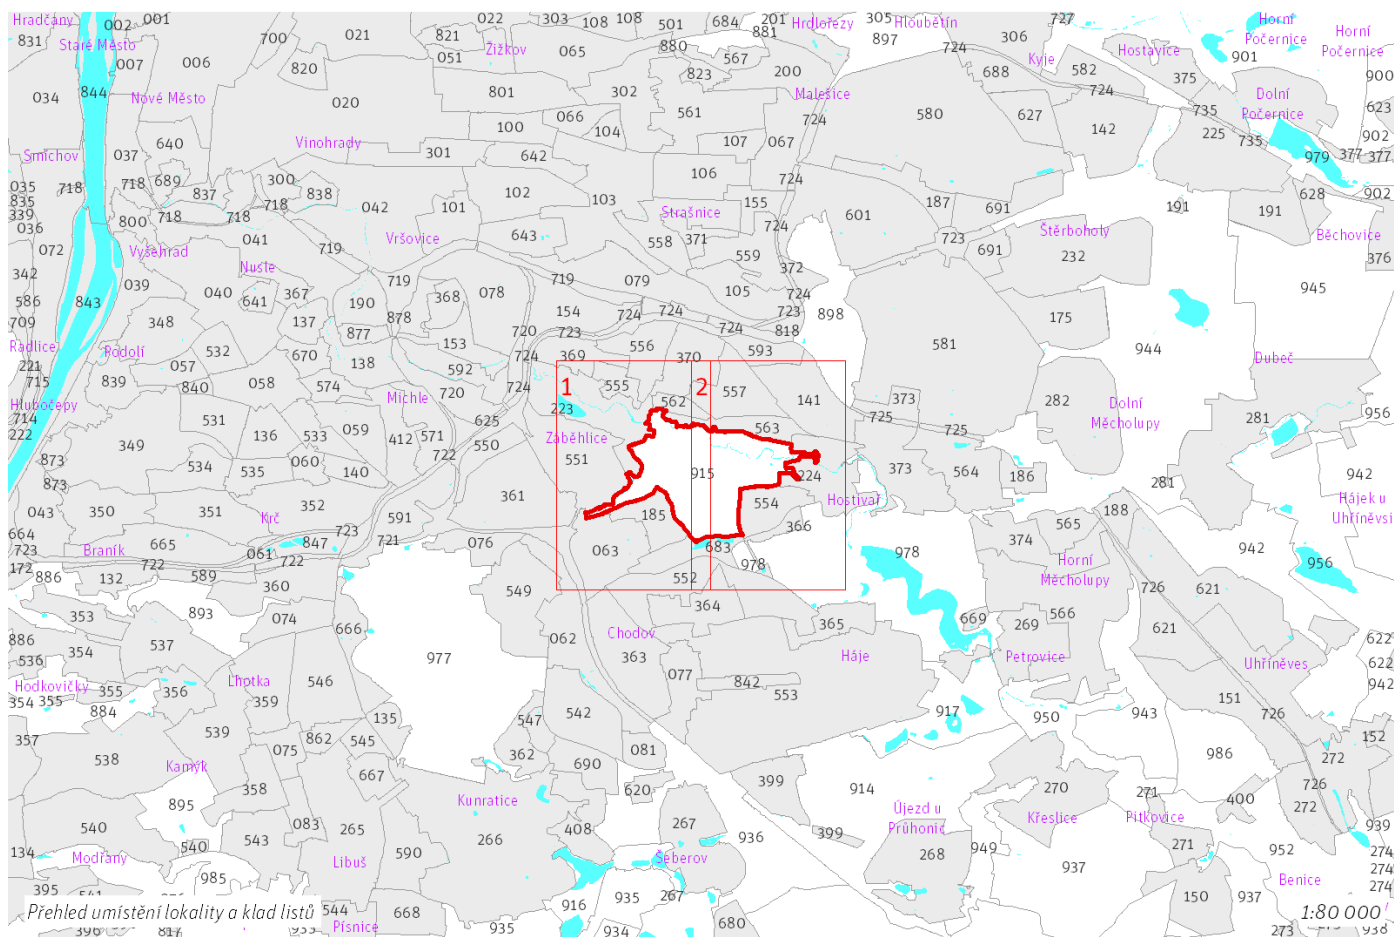 Hradčány 002 001 022 303 108 108 501 684 201 Hrdlořezy 305 Hloubětín 727 Horní Počernice
831 Staré Město 700 021 821 Žižkov 065 880 881 897 724 306 Kyje Hostavice 901 Horní Počernice
007 006 820 051 567 200 688 582 375 900
034 844 Nové Město 020 801 302 823 Malešice 724 Dolní Počernice 623
066 561 724 580 627 142 735 225 735 902
Smíchov 037 640 Vinohrady 301 100 104 642 107 067 979 377 377
035 718 718 689 837 300 838 102 106 724 628 902
835 339 036 800 718 718 718 042 101 103 Strašnice 155 601 187 691 191 191
072 Vyšehrad 041 719 Vršovice 643 558 371 724 723 691 Štěrboholy 232 Běchovice 376
342 Nusle 719 559 372
586 843 039 040 641 367 190 368 078 719 079 105 724 945
709 348 137 878 154 724 724 724 723 818 898 175
Radlice Podolí 532 670 877 153 720 723 556 370 593 581 944 Dubeč
221 057 138 592 724 369
715 839 840 058 574 Michle 720 724 1 555 2 557 141 373 282 Dolní Měcholupy
Hlubočepy 714 222 531 136 533 059 412 571 625 550 223 562 563 725 725 281 956
873 349 534 535 060 140 722 Záběhlice 551 915 224 373 564 186 281 942
873 043 350 351 352 361 185 554 Hostivař 188 Hájek u Uhříněvsi
664 Krč 723 591 366 374 565
723 Braník 665 061 847 721 076 063 683 978 978 Horní Měcholupy 942 956
172 886 132 722 589 722 360 549 552 726 621
353 893 074 666 364 365 669 269 566 621 622
886 354 537 062 Chodov 363 Háje Petrovice Uhříněves 622
536 977 077
Hodkovičky 355 356 Lhotka 546 842 553 151 942
354 355 884 359 547 542 917 950 943 726
357 539 862 135 545 362 081 986 152
538 Kamýk 075 667 690 399 272
895 358 Kunratice 620 914 270 271 400 726 272
540 543 083 265 266 408 267 399 Újezd u Průhonic Křeslice Pitkovice 939
134 Modřany 540 Libuš 590 Šeberov 936 268 949 271 952 274
985 937 Benice 274
395 541 916 935 267 150 937 274
Přehled umístění lokality a klad listů 544 668 1:80 000
396 817 Písnice 935 934 680 273 938